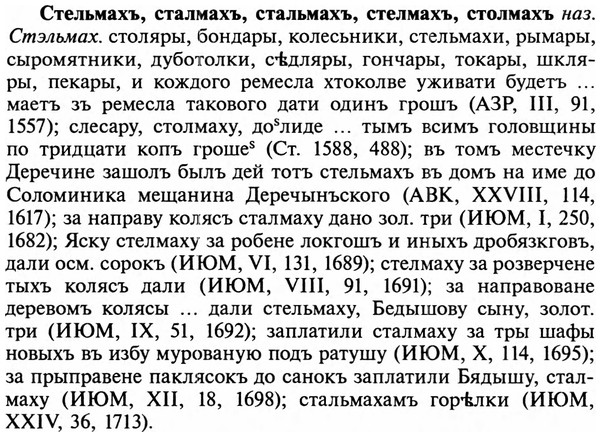 Стельмахъ, сталмахъ, стальмахъ, стелмахъ, столмахъ наз.
Стэльмах. столяры, бондары, колесьники, стельмахи, рымары,
сыромятники, дуботолки, сѣдляры, гончары, токары, шкля-
ры, пекары, и кождого ремесла хтоколве уживати будетъ ...
маетъ зъ ремесла такового дати одинъ грошъ (АЗР, III, 91,
1557); слесару, столмаху, доˢлиде ... тымъ всимъ головщины
по тридцати копъ грошеˢ (Ст. 1588, 488); въ томъ местечку
Деречине зашолъ былъ дей тотъ стельмахъ въ домъ на име до
Соломиника мещанина Деречынъского (АВК, XXVIII, 114,
1617); за направу колясъ сталмаху дано зол. три (ИЮМ, I, 250,
1682); Яску стелмаху за робене локгошъ и иныхъ дробязкговъ,
дали осм. сорокъ (ИЮМ, VI, 131, 1689); стелмаху за розверчене
тыхъ колясъ дали (ИЮМ, VIII, 91, 1691); за направоване
деревомъ колясы ... дали стельмаху, Бедышову сыну, золот.
три (ИЮМ, IX, 51, 1692); заплатили сталмаху за тры шафы
новыхъ въ избу мурованую подъ ратушу (ИЮМ, X, 114, 1695);
за прыправене паклясокъ до санокъ заплатили Бядышу, стал-
маху (ИЮМ, XII, 18, 1698); стальмахамъ горѣлки (ИЮМ,
XXIV, 36, 1713).